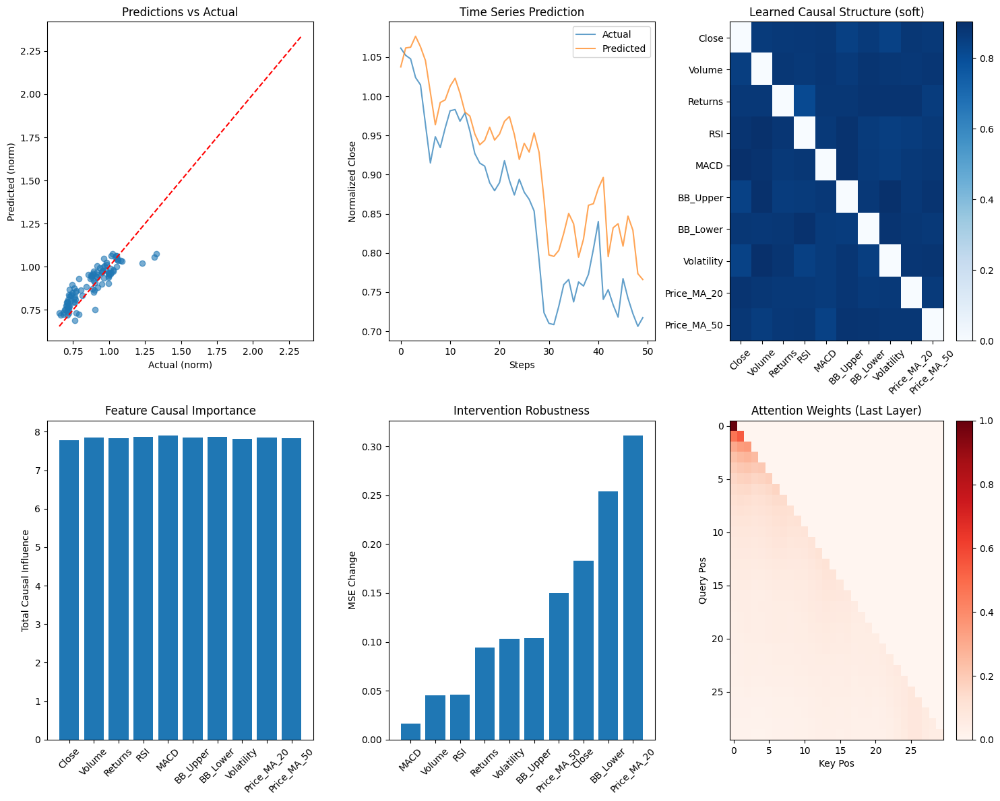 Predictions vs Actual
Predicted (norm)
2.25
2.00
1.75
1.50
1.25
1.00
0.75
0.75 1.00 1.25 1.50 1.75 2.00 2.25
Actual (norm)
Time Series Prediction
Actual
Predicted
Normalized Close
1.05
1.00
0.95
0.90
0.85
0.80
0.75
0.70
0 10 20 30 40 50
Steps
Learned Causal Structure (soft)
Close
Volume
Returns
RSI
MACD
BB_Upper
BB_Lower
Volatility
Price_MA_20
Price_MA_50
Close Volume Returns RSI MACD BB_Upper BB_Lower Volatility Price_MA_20 Price_MA_50
0.8
0.6
0.4
0.2
0.0
Feature Causal Importance
Total Causal Influence
8
7
6
5
4
3
2
1
0
Close Volume Returns RSI MACD BB_Upper BB_Lower Volatility Price_MA_20 Price_MA_50
Intervention Robustness
MSE Change
0.30
0.25
0.20
0.15
0.10
0.05
0.00
MACD Volume RSI Returns Volatility BB_Upper Price_MA_50 Close BB_Lower Price_MA_20
Attention Weights (Last Layer)
Query Pos
0
5
10
15
20
25
0 5 10 15 20 25
Key Pos
1.0
0.8
0.6
0.4
0.2
0.0